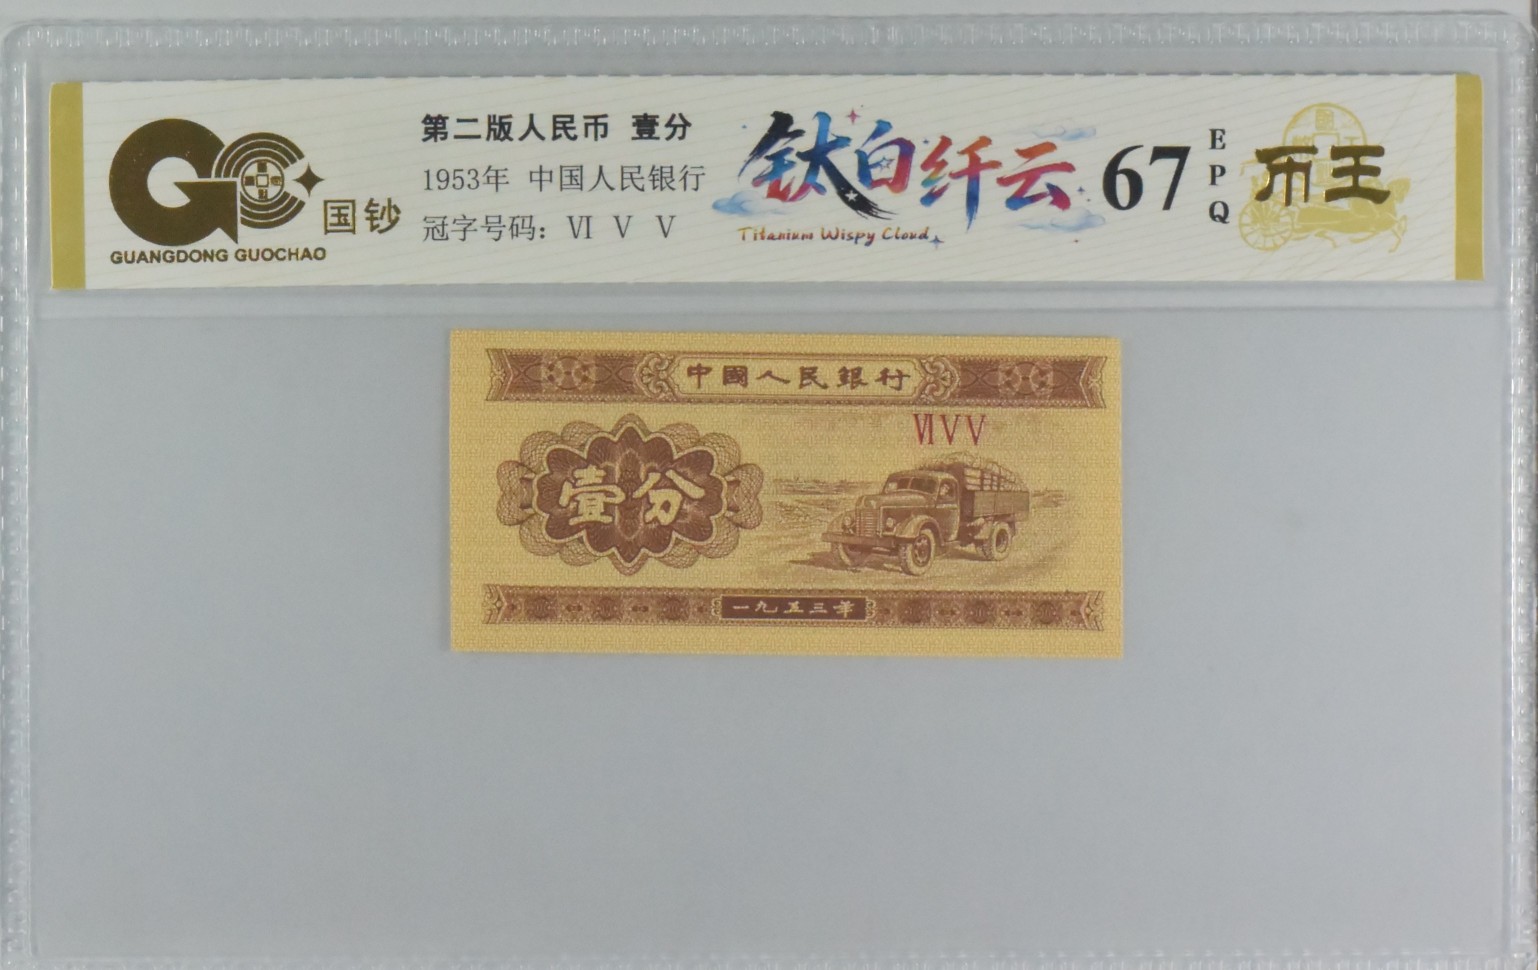 GUANGDONG GUOCHAO
国钞
第二版人民币 壹分
1953年 中国人民银行
冠字号码：Ⅵ Ⅴ Ⅴ
钛白纤云
Titanium Wispy Cloud
67
EPQ
币王
中國人民銀行
ⅥⅤⅤ
壹分
一九五三年